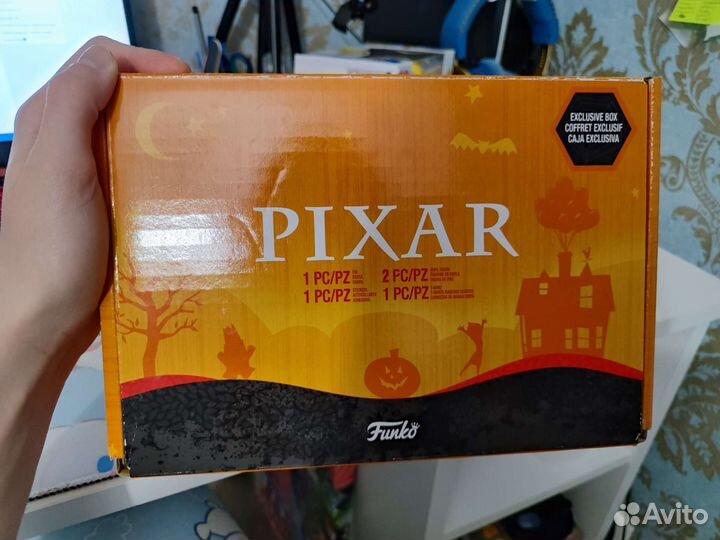 EXCLUSIVE BOX
COFFRET EXCLUSIF
CAJA EXCLUSIVA
PIXAR
1 PC/PZ
2 PC/PZ
1 PC/PZ
1 PC/PZ
Funko
Avito